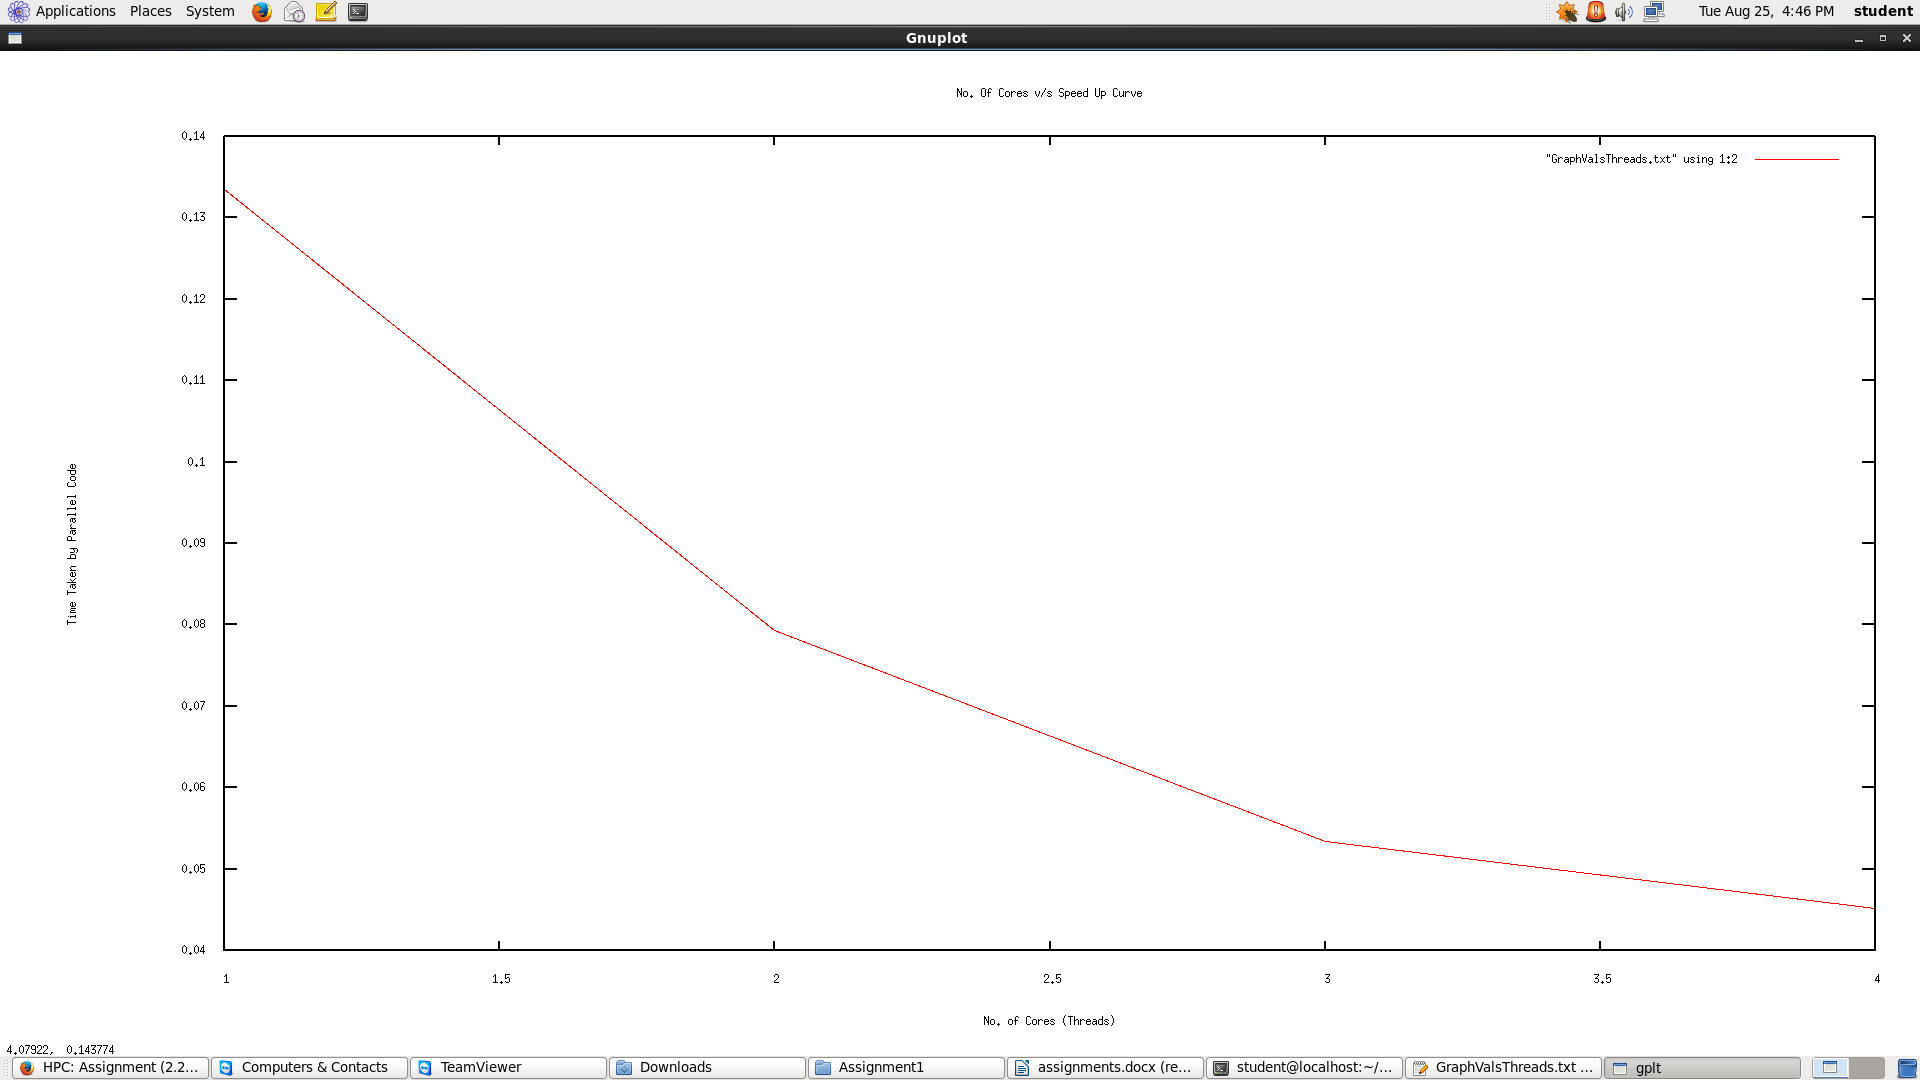 Applications Places System Tue Aug 25, 4:46 PM student
Gnuplot
No. Of Cores v/s Speed Up Curve
"GraphValsThreads.txt" using 1:2
0.14
0.13
0.12
0.11
0.1
0.09
0.08
0.07
0.06
0.05
0.04
Time Taken by Parallel Code
1 1.5 2 2.5 3 3.5 4
No. of Cores (Threads)
4.07922, 0.143774
HPC: Assignment (2.2... Computers & Contacts TeamViewer Downloads Assignment1 assignments.docx (re... student@localhost:~/... GraphValsThreads.txt ... gplt